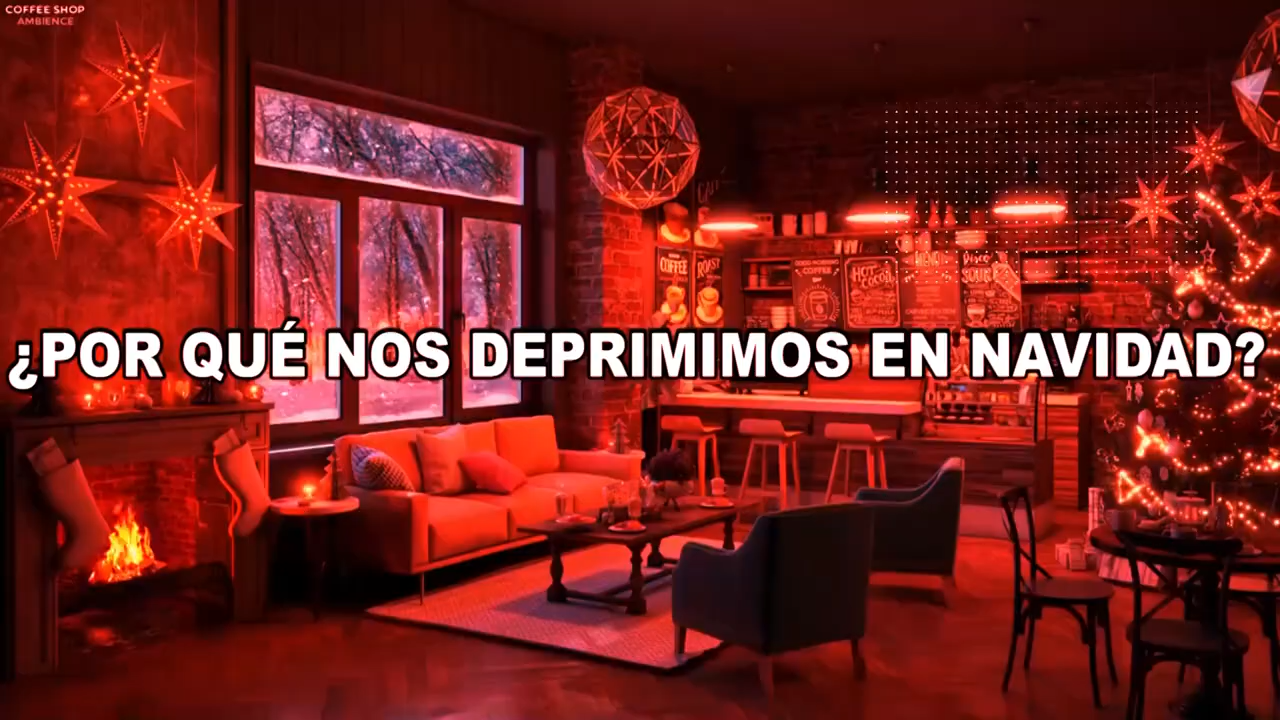 COFFEE SHOP
AMBIENCE
¿POR QUÉ NOS DEPRIMIMOS EN NAVIDAD?
COFFEE
ROAST
COFFEE
HOT
COCOA